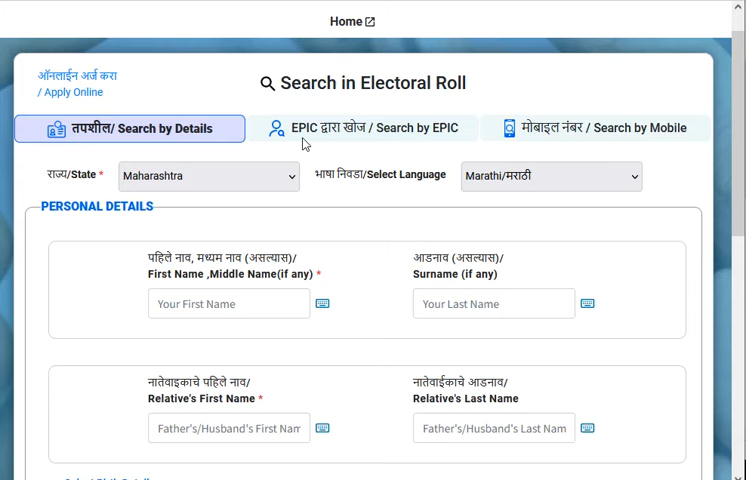 Home
ऑनलाईन अर्ज करा
/ Apply Online
Search in Electoral Roll
तपशील/ Search by Details
EPIC द्वारा खोज / Search by EPIC
मोबाइल नंबर / Search by Mobile
राज्य/State *
Maharashtra
भाषा निवडा/Select Language
Marathi/मराठी
PERSONAL DETAILS
पहिले नाव, मध्यम नाव (असल्यास)/
First Name ,Middle Name(if any) *
Your First Name
आडनाव (असल्यास)/
Surname (if any)
Your Last Name
नातेवाइकाचे पहिले नाव/
Relative's First Name *
Father's/Husband's First Nam
नातेवाईकाचे आडनाव/
Relative's Last Name
Father's/Husband's Last Nam